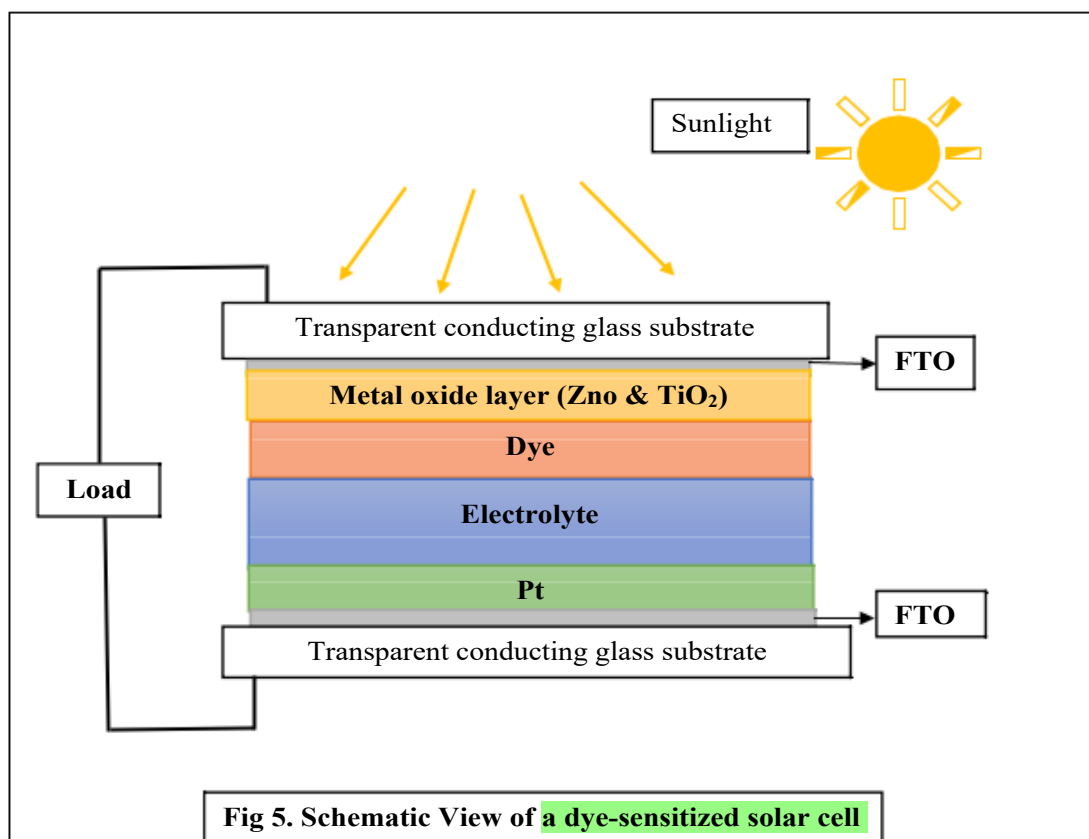 Sunlight
Transparent conducting glass substrate
FTO
Metal oxide layer (Zno & TiO₂)
Dye
Load
Electrolyte
Pt
FTO
Transparent conducting glass substrate
Fig 5. Schematic View of a dye-sensitized solar cell